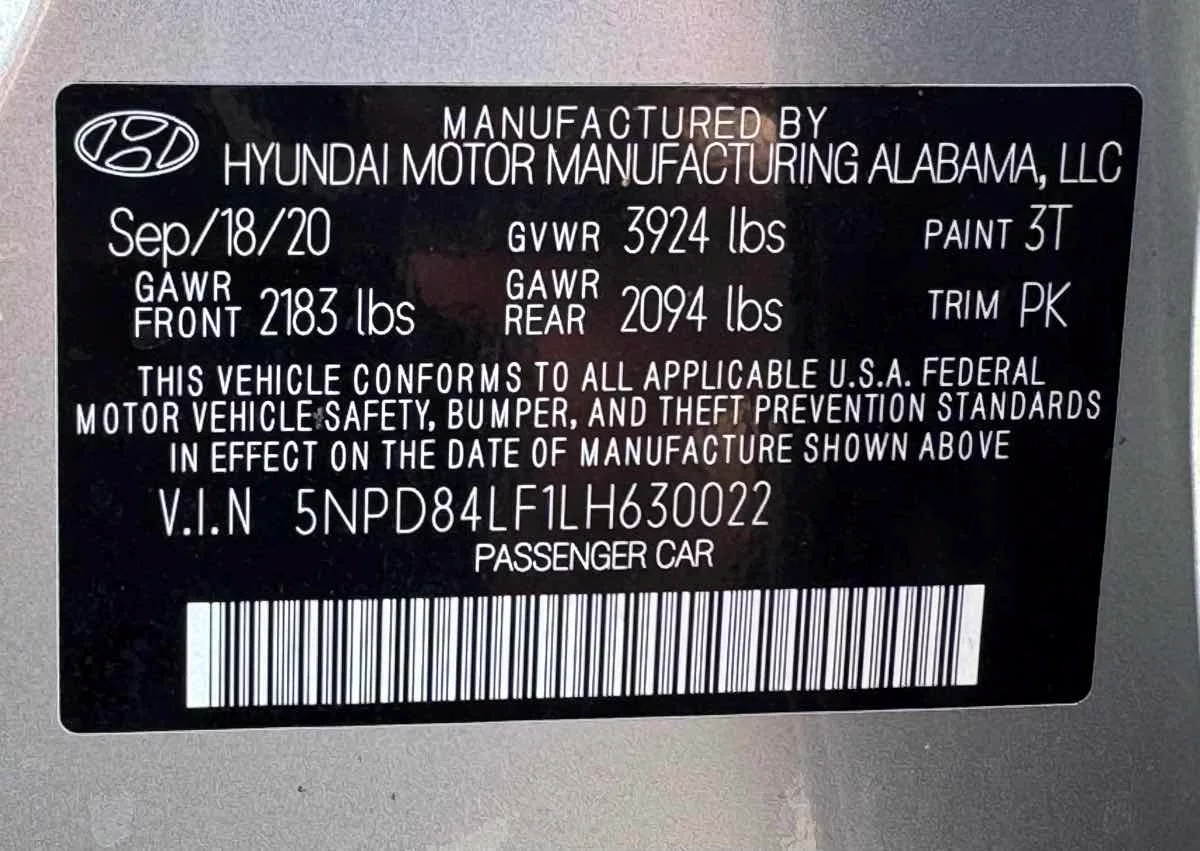 MANUFACTURED BY
HYUNDAI MOTOR MANUFACTURING ALABAMA, LLC
Sep/18/20 GVWR 3924 lbs PAINT 3T
GAWR FRONT 2183 lbs GAWR REAR 2094 lbs TRIM PK
THIS VEHICLE CONFORMS TO ALL APPLICABLE U.S.A. FEDERAL
MOTOR VEHICLE SAFETY, BUMPER, AND THEFT PREVENTION STANDARDS
IN EFFECT ON THE DATE OF MANUFACTURE SHOWN ABOVE
V.I.N 5NPD84LF1LH630022
PASSENGER CAR